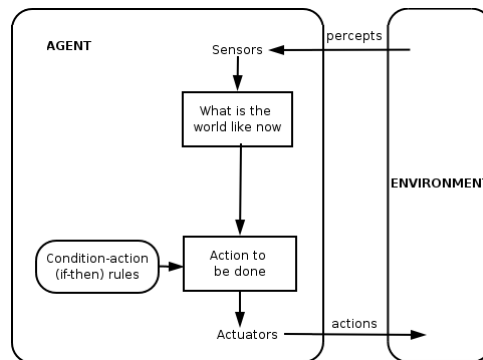 AGENT
Sensors
percepts
What is the
world like now
ENVIRONMENT
Condition-action
(if-then) rules
Action to
be done
Actuators
actions